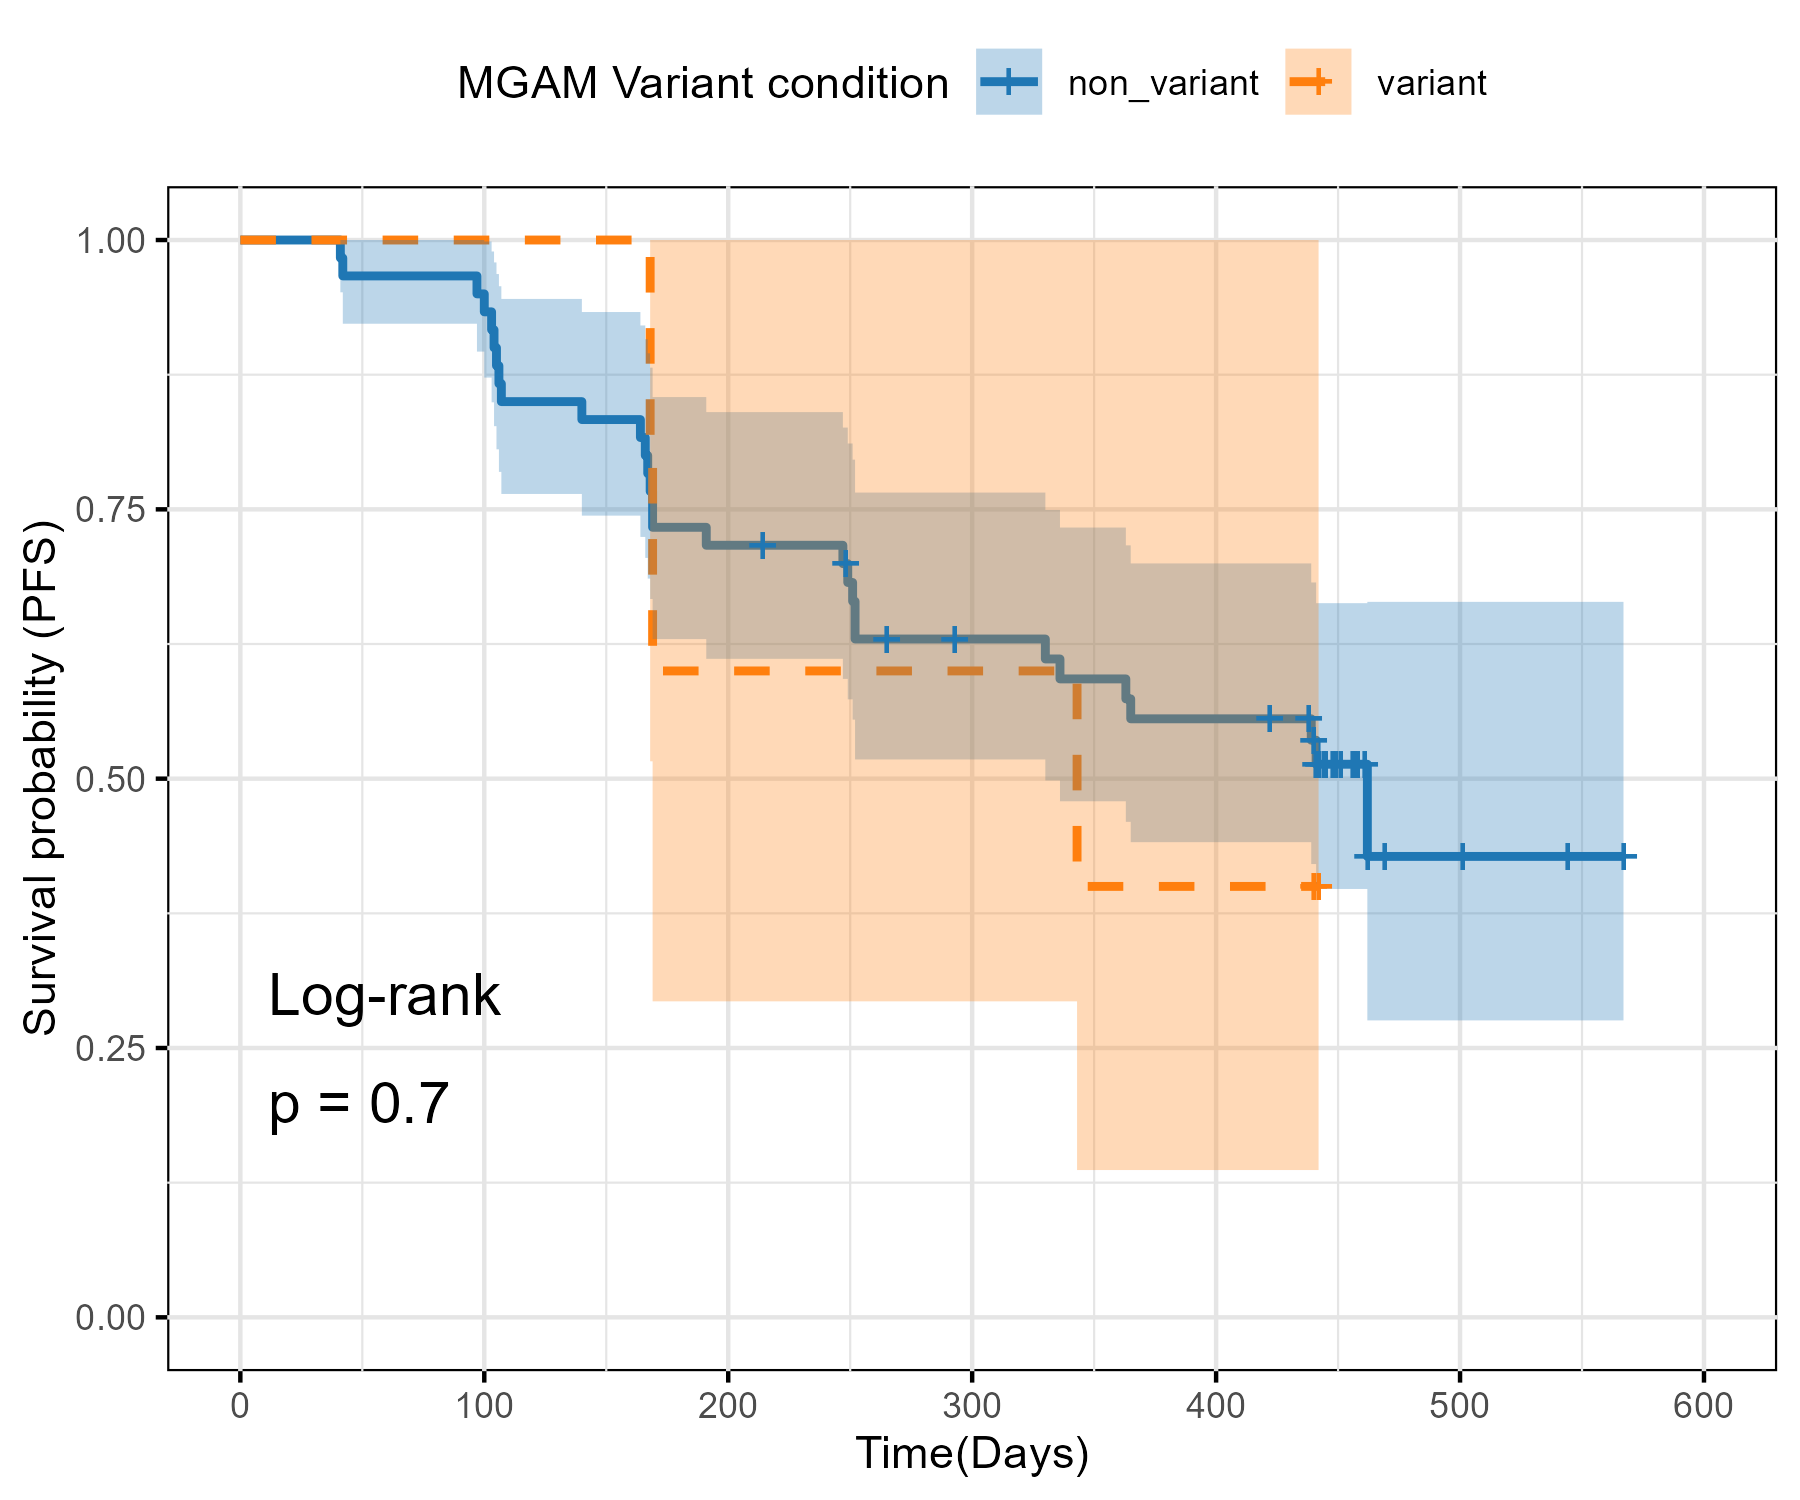 MGAM Variant condition non_variant variant
Survival probability (PFS)
1.00
0.75
0.50
0.25
0.00
Log-rank
p = 0.7
0 100 200 300 400 500 600
Time(Days)